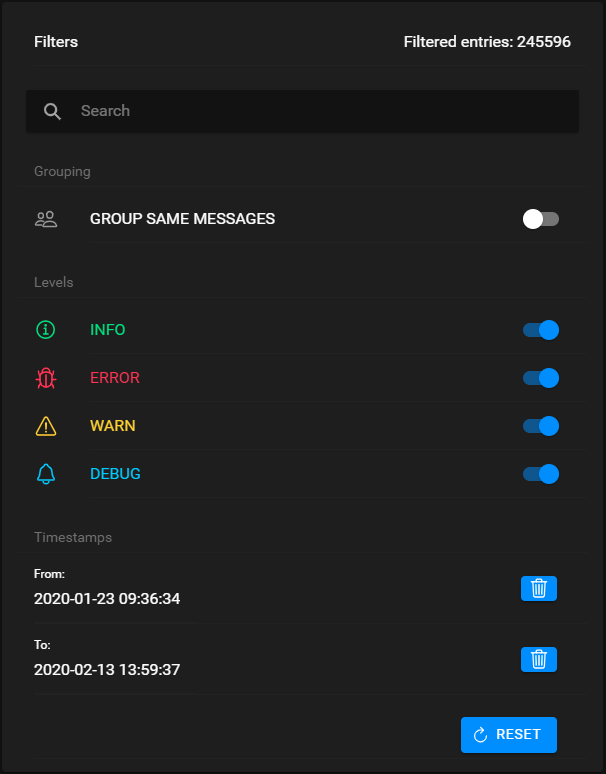 Filters
Filtered entries: 245596
Search
Grouping
GROUP SAME MESSAGES
Levels
INFO
ERROR
WARN
DEBUG
Timestamps
From:
2020-01-23 09:36:34
To:
2020-02-13 13:59:37
RESET